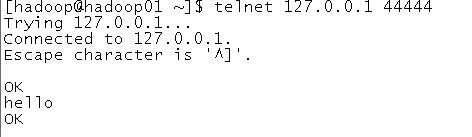 [hadoop@hadoop01 ~]$ telnet 127.0.0.1 44444
Trying 127.0.0.1...
Connected to 127.0.0.1.
Escape character is '^]'.
OK
hello
OK